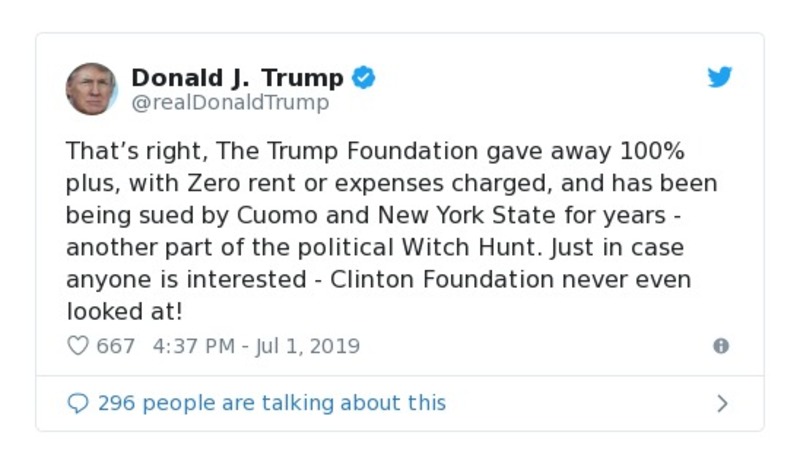 Donald J. Trump
@realDonaldTrump
That’s right, The Trump Foundation gave away 100%
plus, with Zero rent or expenses charged, and has been
being sued by Cuomo and New York State for years -
another part of the political Witch Hunt. Just in case
anyone is interested - Clinton Foundation never even
looked at!
667 4:37 PM - Jul 1, 2019
296 people are talking about this